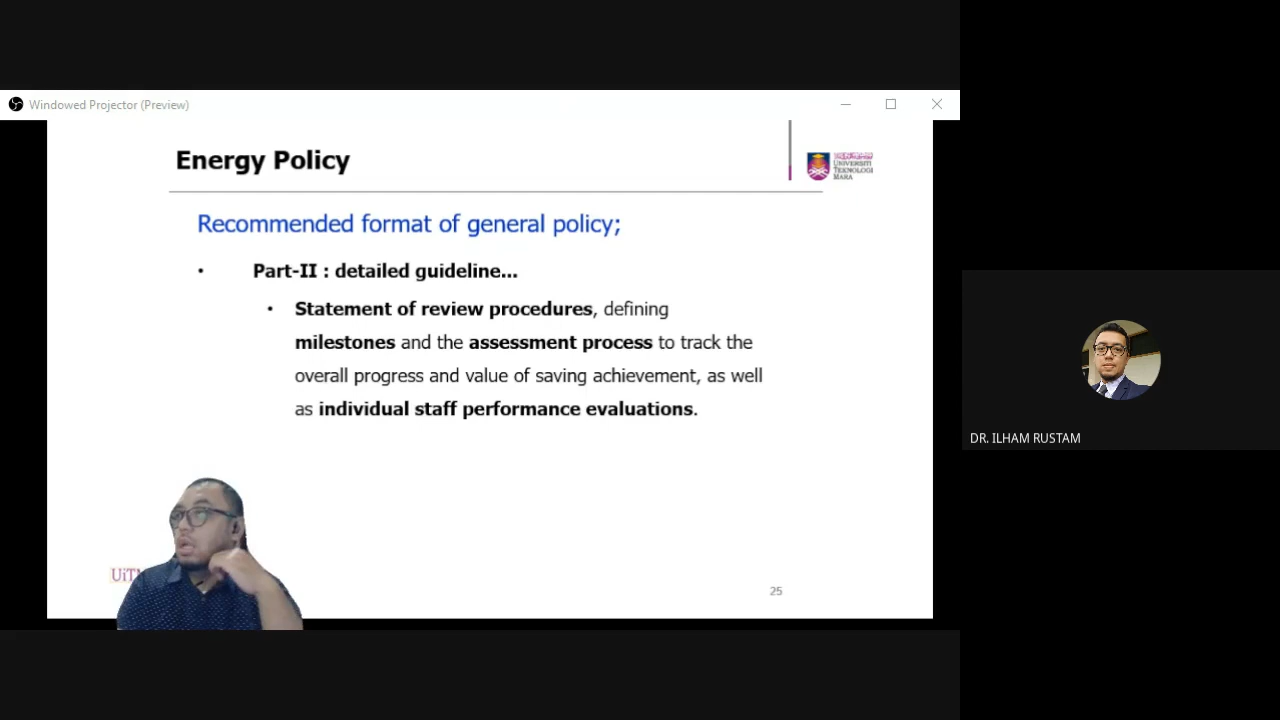 Windowed Projector (Preview)
Energy Policy
UNIVERSITI
TEKNOLOGI
MARA
Recommended format of general policy;
• Part-II : detailed guideline...
• Statement of review procedures, defining
milestones and the assessment process to track the
overall progress and value of saving achievement, as well
as individual staff performance evaluations.
DR. ILHAM RUSTAM
25